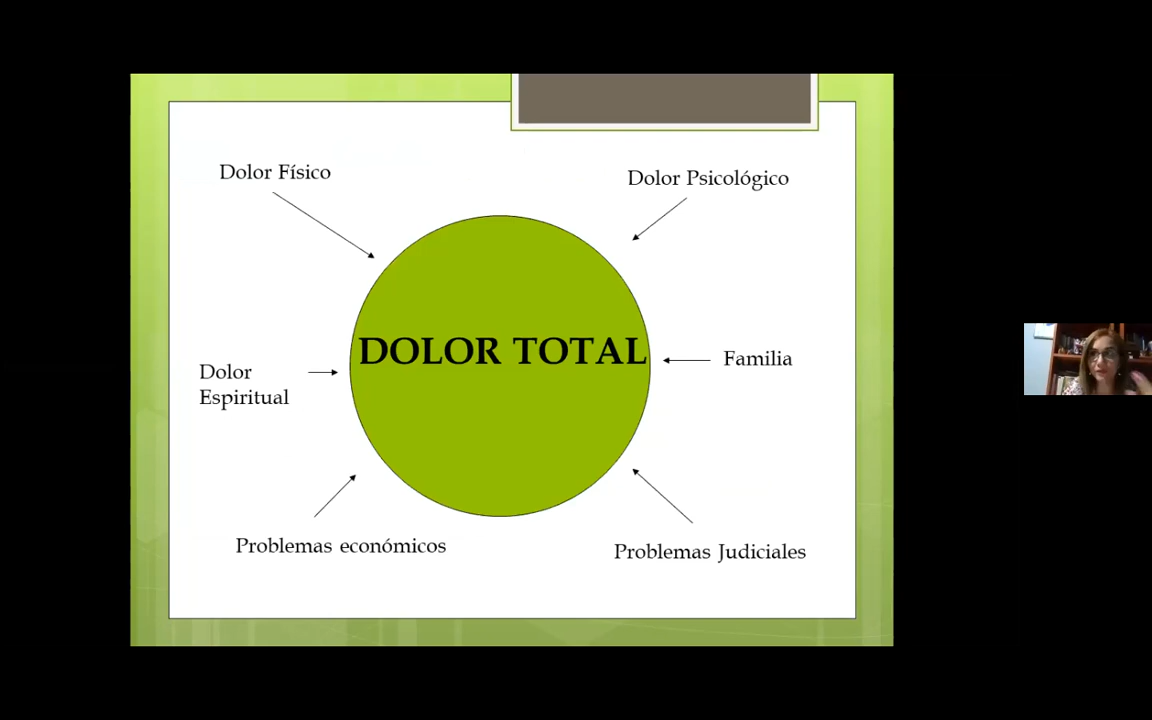 Dolor Físico
Dolor Psicológico
DOLOR TOTAL
Familia
Dolor
Espiritual
Problemas económicos
Problemas Judiciales